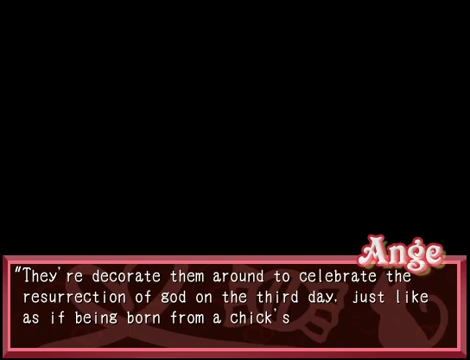 Ange
"They're decorate them around to celebrate the
resurrection of god on the third day. just like
as if being born from a chick's